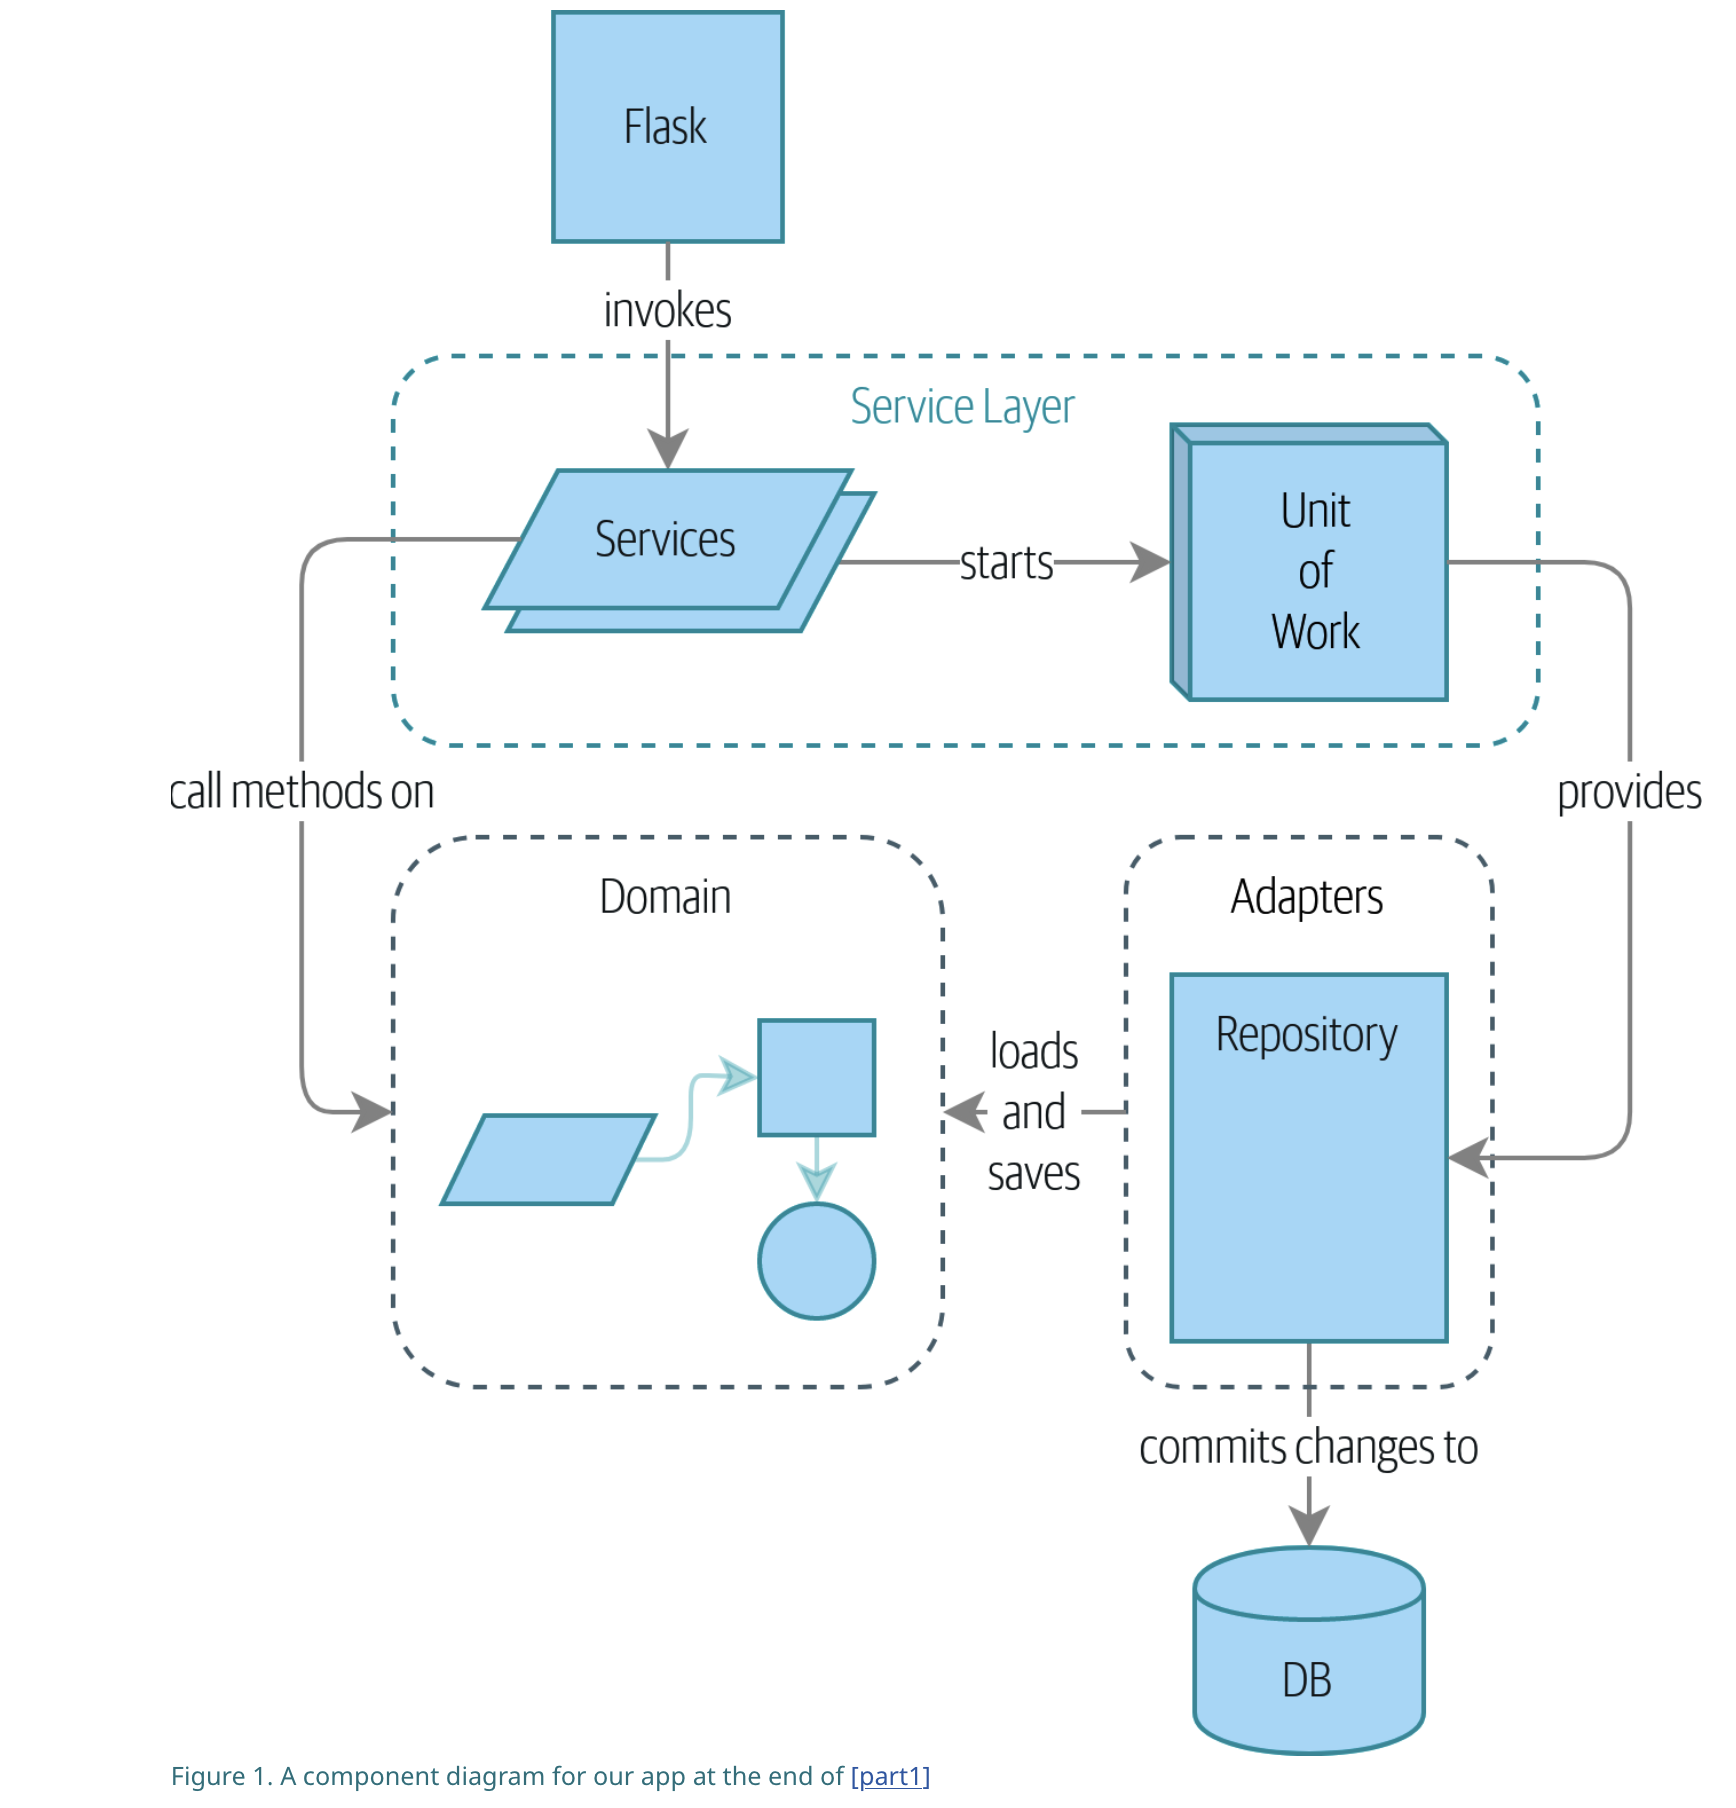 Flask
invokes
Service Layer
Services
starts
Unit
of
Work
call methods on
provides
Domain
Adapters
loads
and
saves
Repository
commits changes to
DB
Figure 1. A component diagram for our app at the end of [part1]